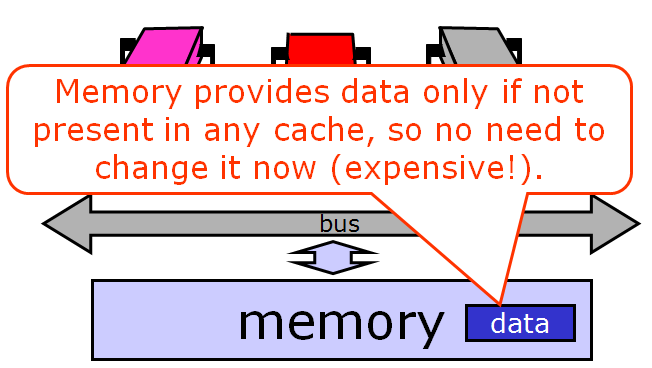 Memory provides data only if not
present in any cache, so no need to
change it now (expensive!).
bus
memory
data